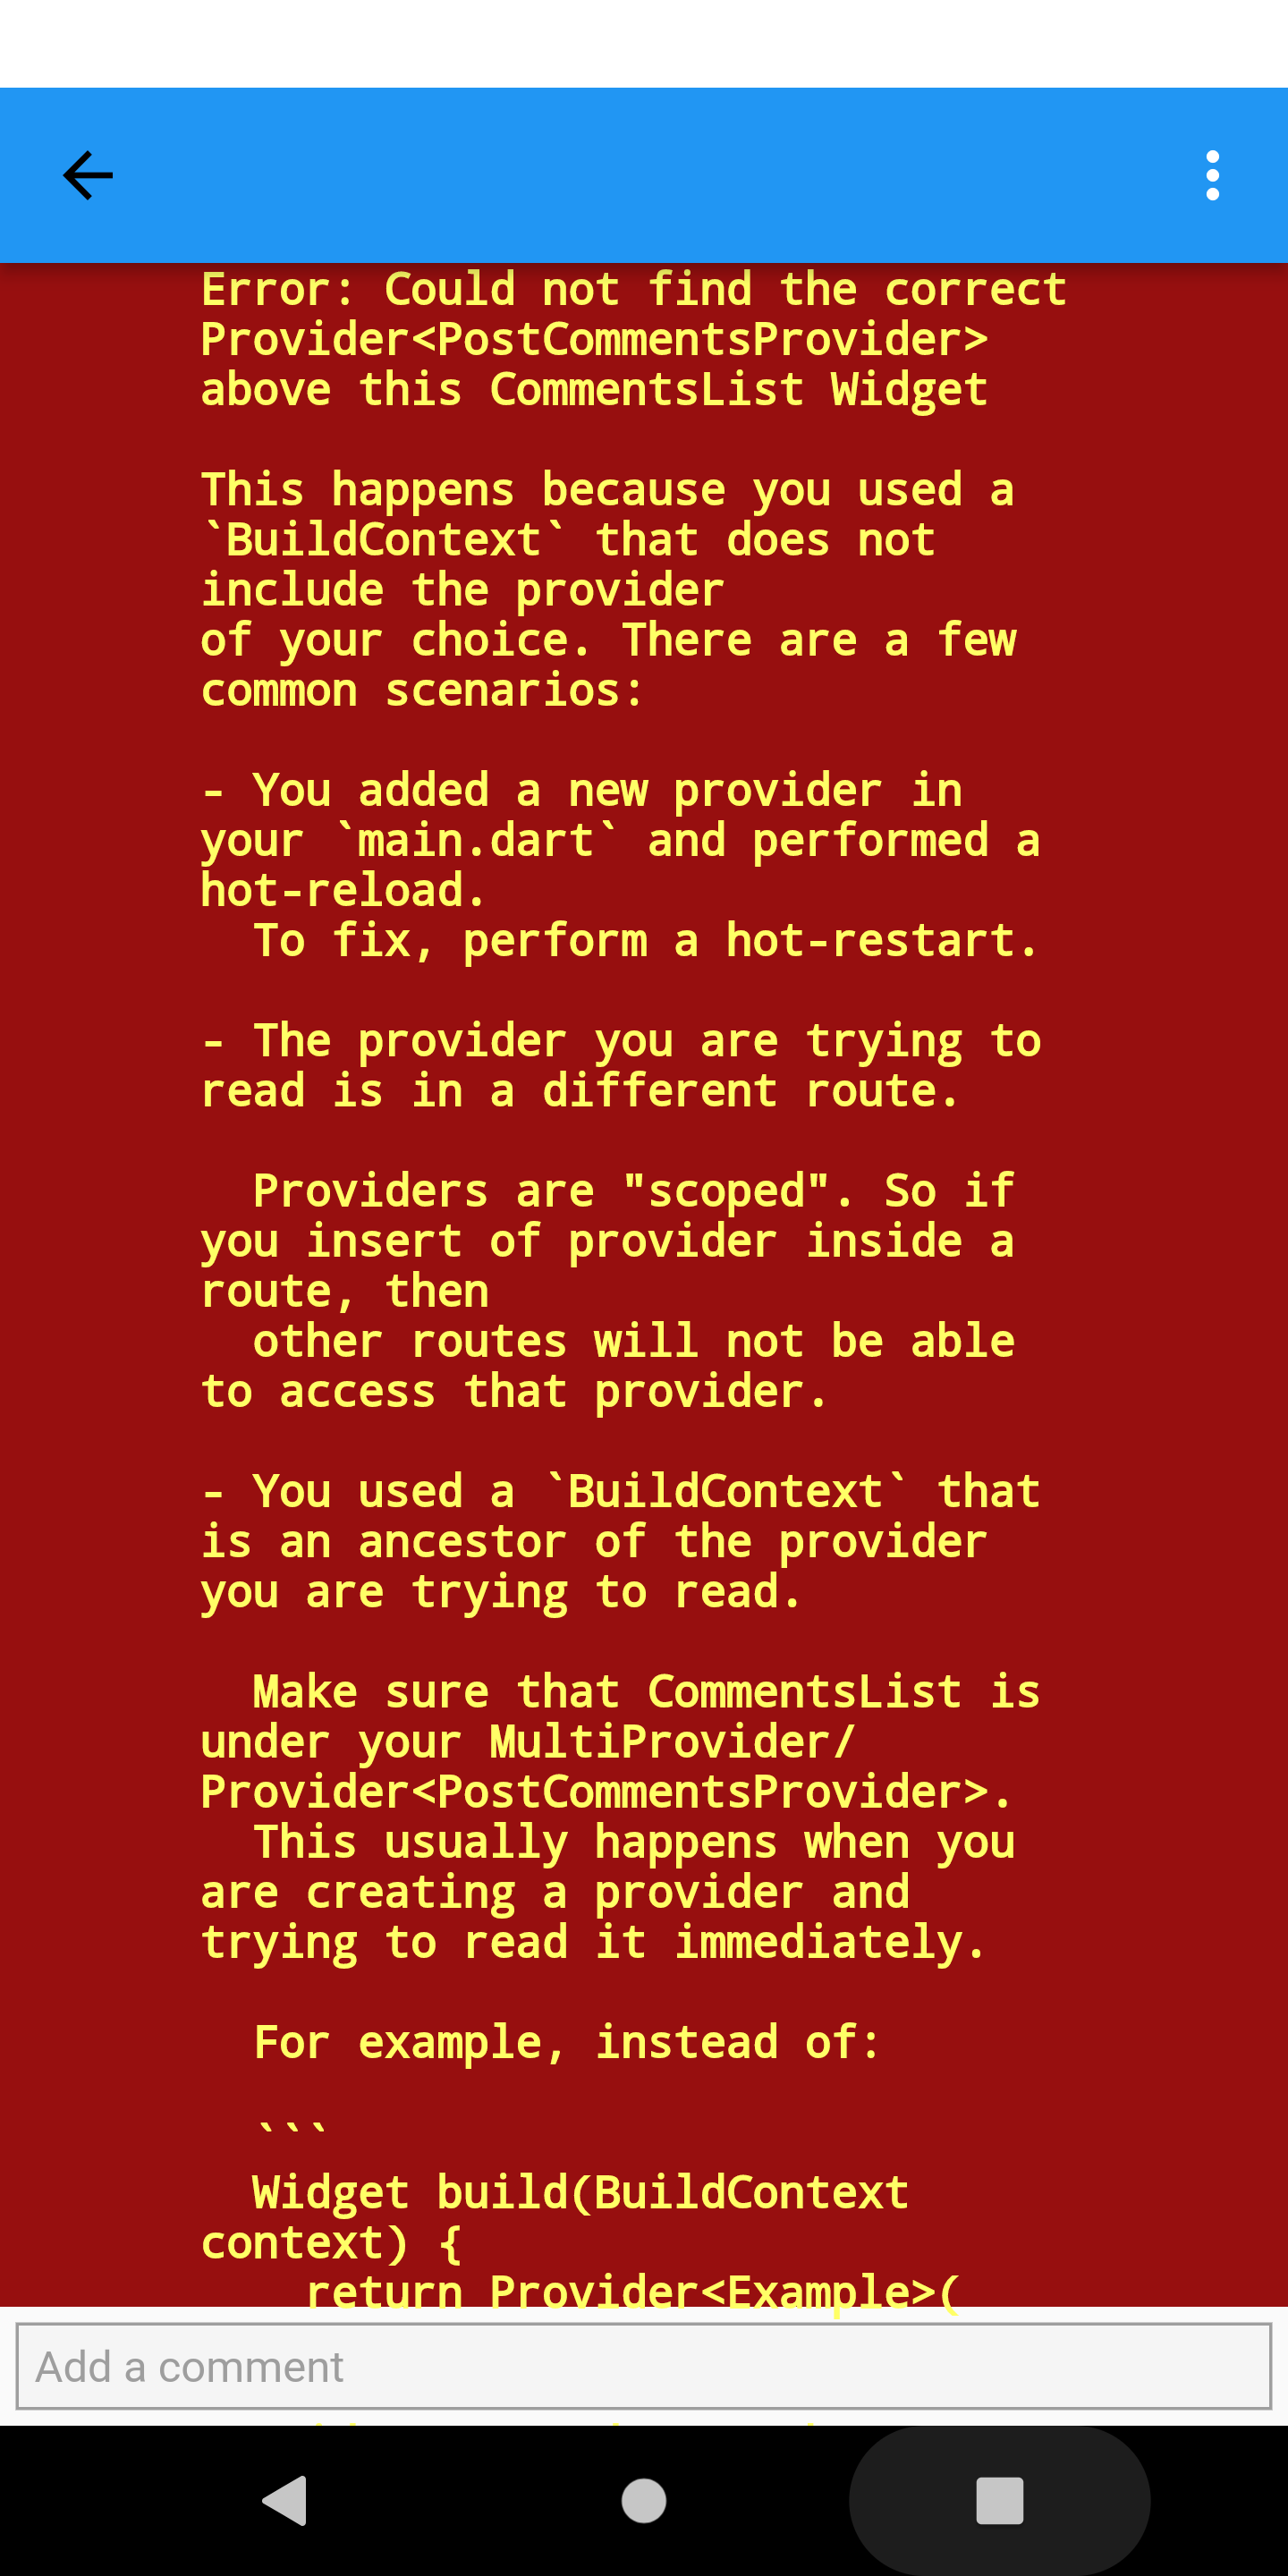 Error: Could not find the correct
Provider<PostCommentsProvider>
above this CommentsList Widget

This happens because you used a
`BuildContext` that does not
include the provider
of your choice. There are a few
common scenarios:

- You added a new provider in
your `main.dart` and performed a
hot-reload.
  To fix, perform a hot-restart.

- The provider you are trying to
read is in a different route.

  Providers are "scoped". So if
you insert of provider inside a
route, then
  other routes will not be able
to access that provider.

- You used a `BuildContext` that
is an ancestor of the provider
you are trying to read.

  Make sure that CommentsList is
under your MultiProvider/
Provider<PostCommentsProvider>.
  This usually happens when you
are creating a provider and
trying to read it immediately.

  For example, instead of:

  ```
  Widget build(BuildContext
context) {
    return Provider<Example>(
Add a comment